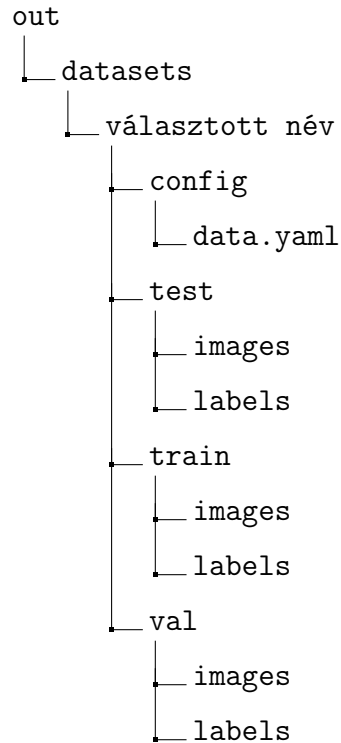 out
datasets
választott név
config
data.yaml
test
images
labels
train
images
labels
val
images
labels